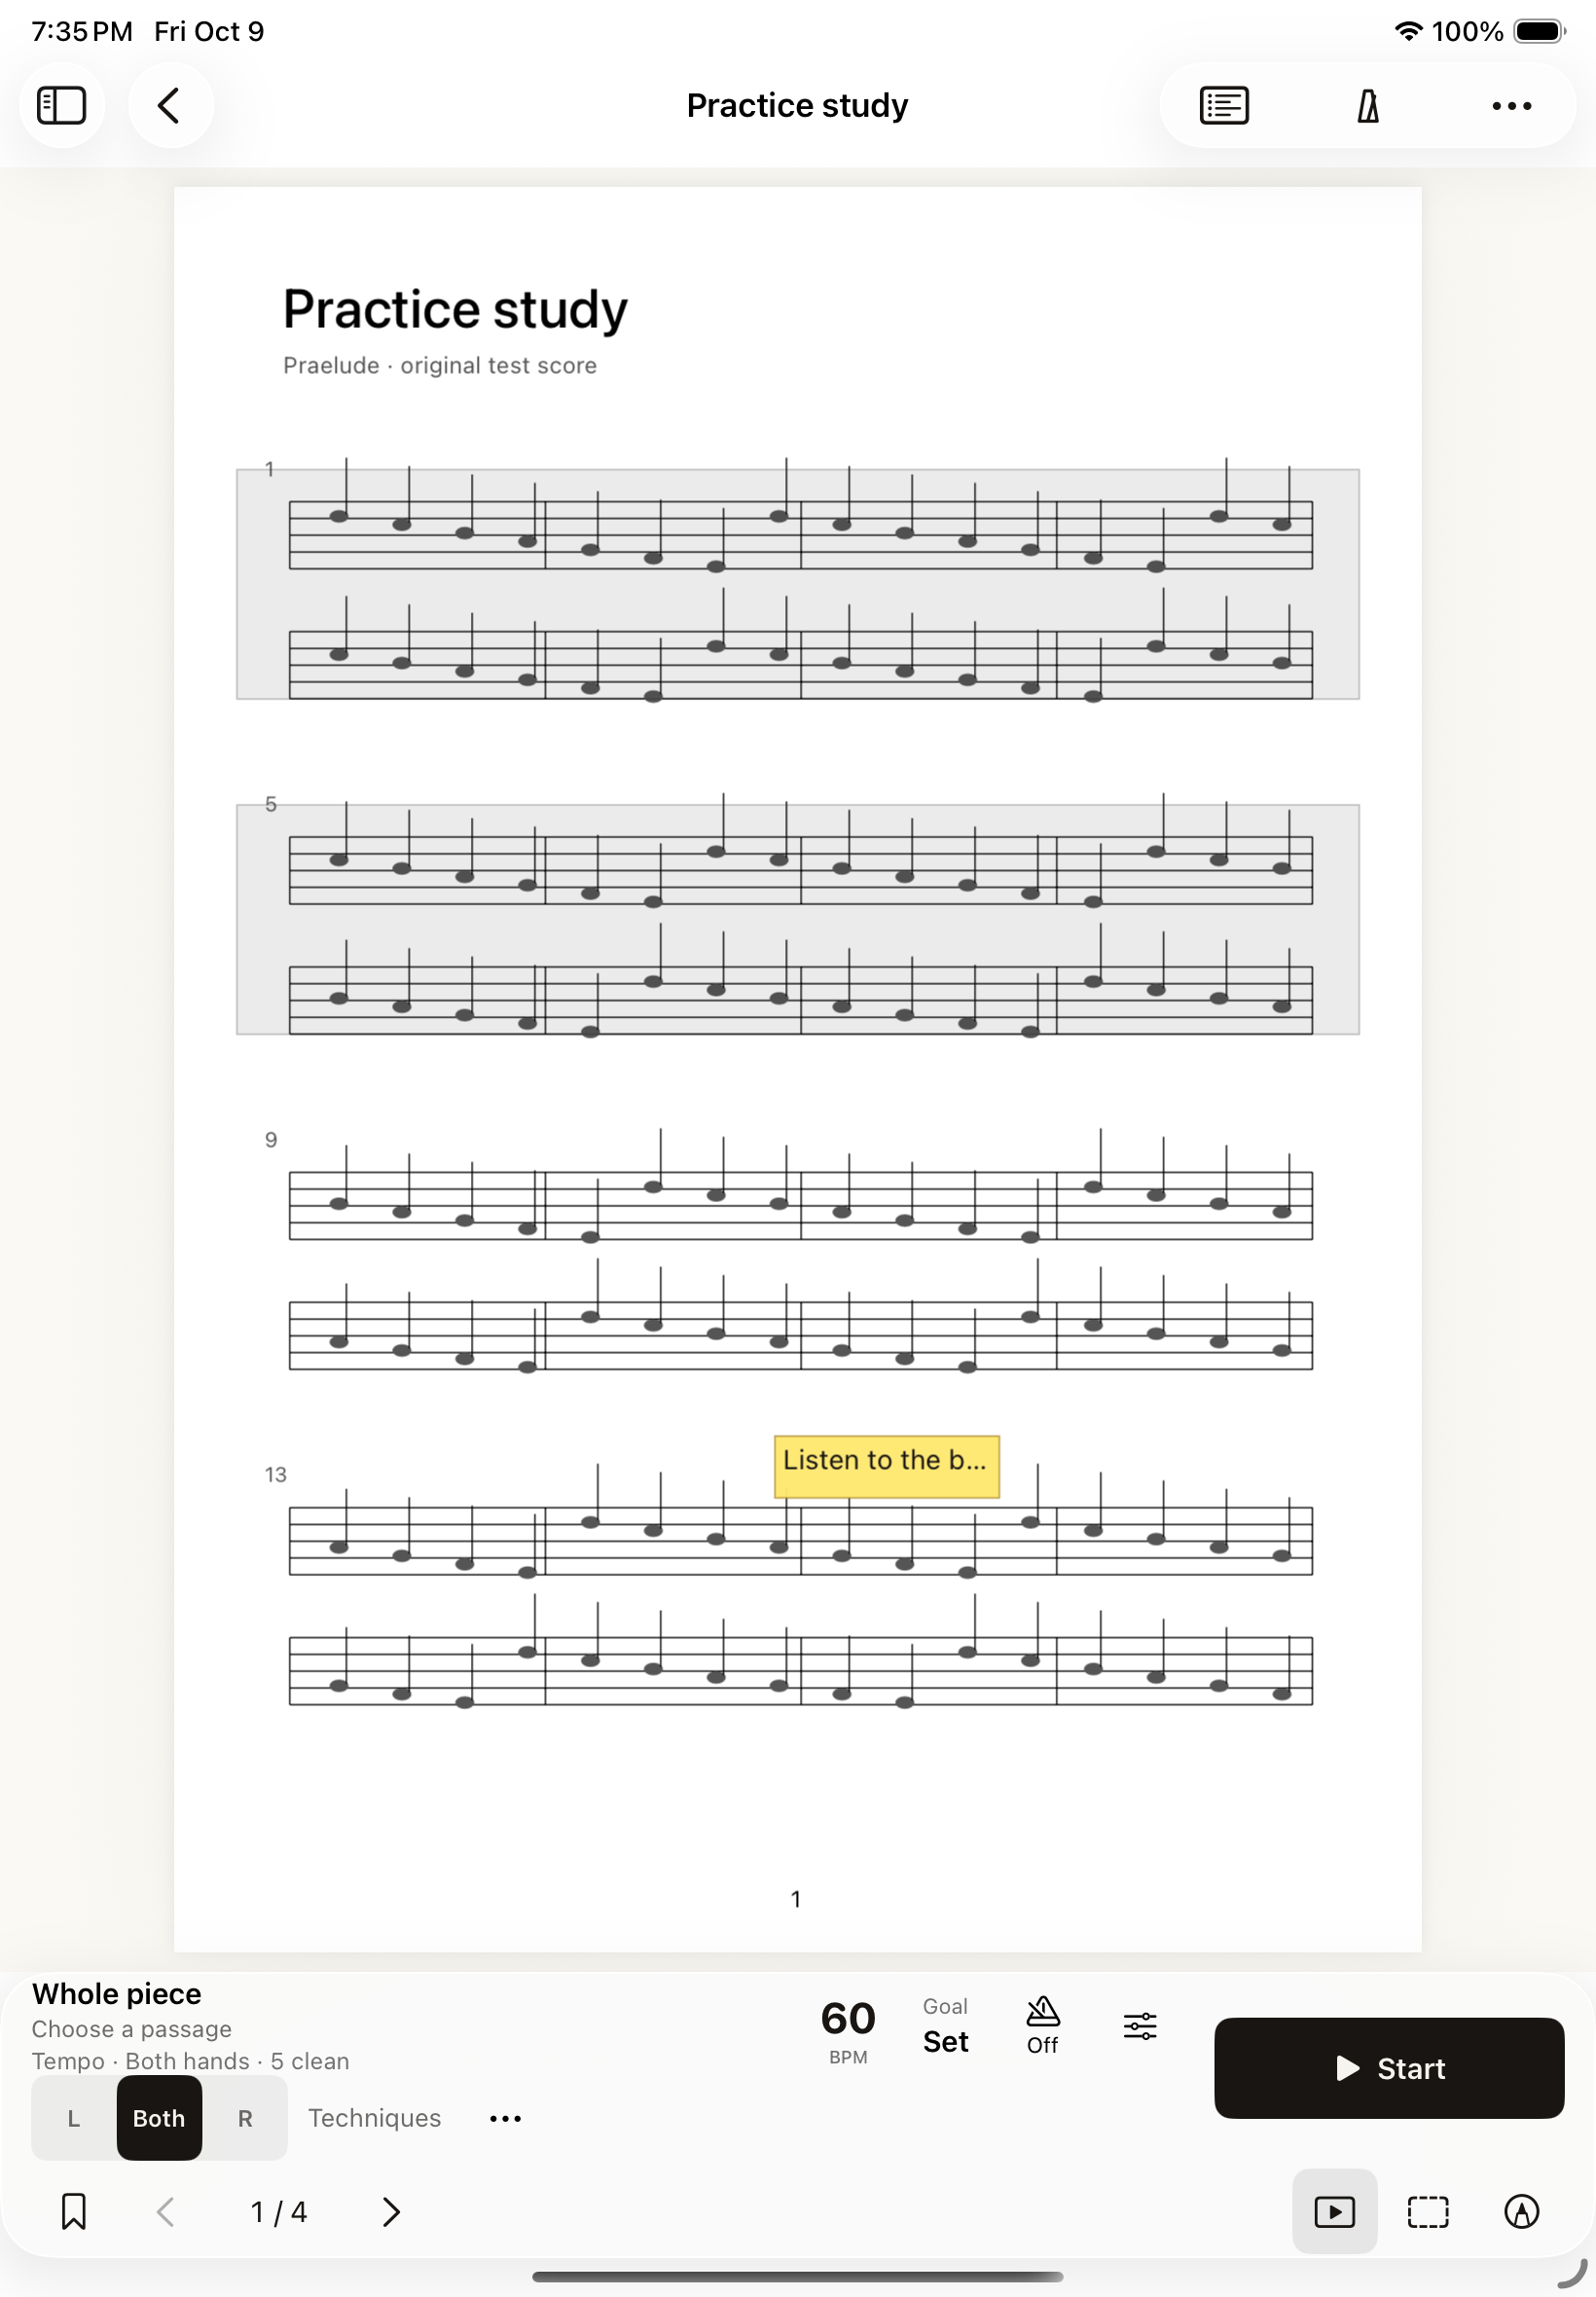 7:35 PM Fri Oct 9 100%
Practice study
Practice study
Praelude · original test score
1
5
9
Listen to the b...
13
1
Whole piece
Choose a passage
Tempo · Both hands · 5 clean
60
BPM
Goal
Set
Off
Start
L Both R Techniques
1 / 4